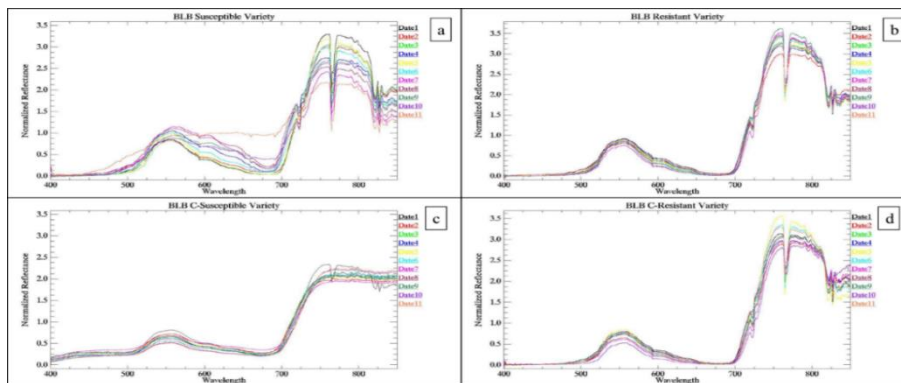 BLB Susceptible Variety
a
Normalized Reflectance
3.5
3.0
2.5
2.0
1.5
1.0
0.5
0.0
400
500
600
700
800
Wavelength
Date1
Date2
Date3
Date4
Date5
Date6
Date7
Date8
Date9
Date10
Date11
BLB Resistant Variety
b
Normalized Reflectance
3.5
3.0
2.5
2.0
1.5
1.0
0.5
0.0
400
500
600
700
800
Wavelength
Date1
Date2
Date3
Date4
Date5
Date6
Date7
Date8
Date9
Date10
Date11
BLB C-Susceptible Variety
c
Normalized Reflectance
3.5
3.0
2.5
2.0
1.5
1.0
0.5
0.0
400
500
600
700
800
Wavelength
Date1
Date2
Date3
Date4
Date5
Date6
Date7
Date8
Date9
Date10
Date11
BLB C-Resistant Variety
d
Normalized Reflectance
3.5
3.0
2.5
2.0
1.5
1.0
0.5
0.0
400
500
600
700
800
Wavelength
Date1
Date2
Date3
Date4
Date5
Date6
Date7
Date8
Date9
Date10
Date11